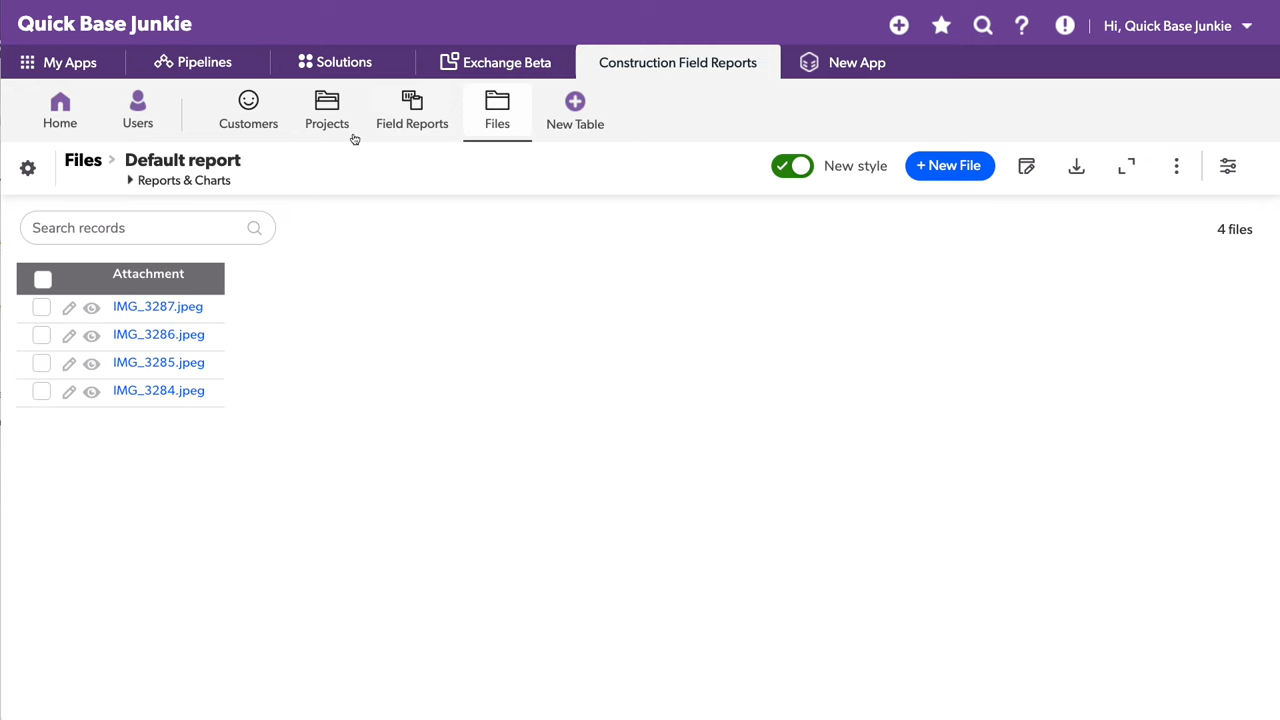 Quick Base Junkie
Hi, Quick Base Junkie
My Apps
Pipelines
Solutions
Exchange Beta
Construction Field Reports
New App
Home
Users
Customers
Projects
Field Reports
Files
New Table
Files > Default report
Reports & Charts
New style
+ New File
Search records
4 files
Attachment
IMG_3287.jpeg
IMG_3286.jpeg
IMG_3285.jpeg
IMG_3284.jpeg